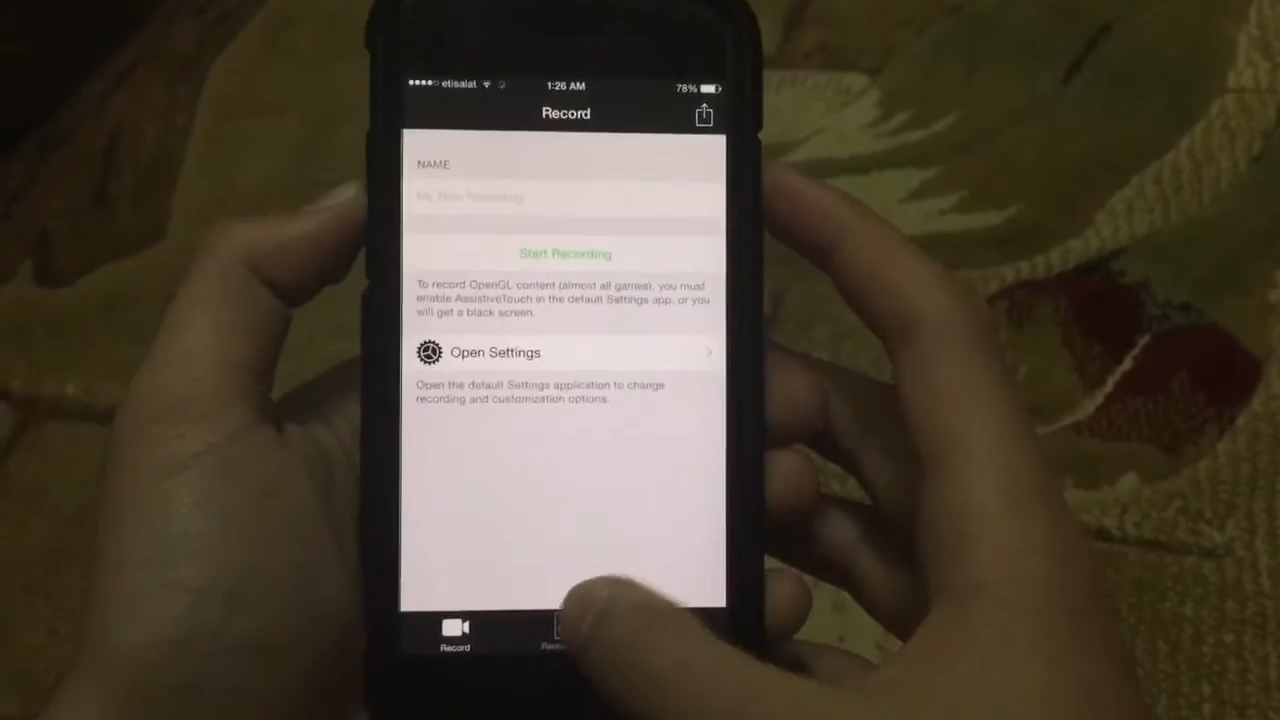 etisalat 1:26 AM 78%
Record
NAME
My New Recording
Start Recording
To record OpenGL content (almost all games), you must
enable AssistiveTouch in the default Settings app, or you
will get a black screen.
Open Settings
Open the default Settings application to change
recording and customization options.
Record